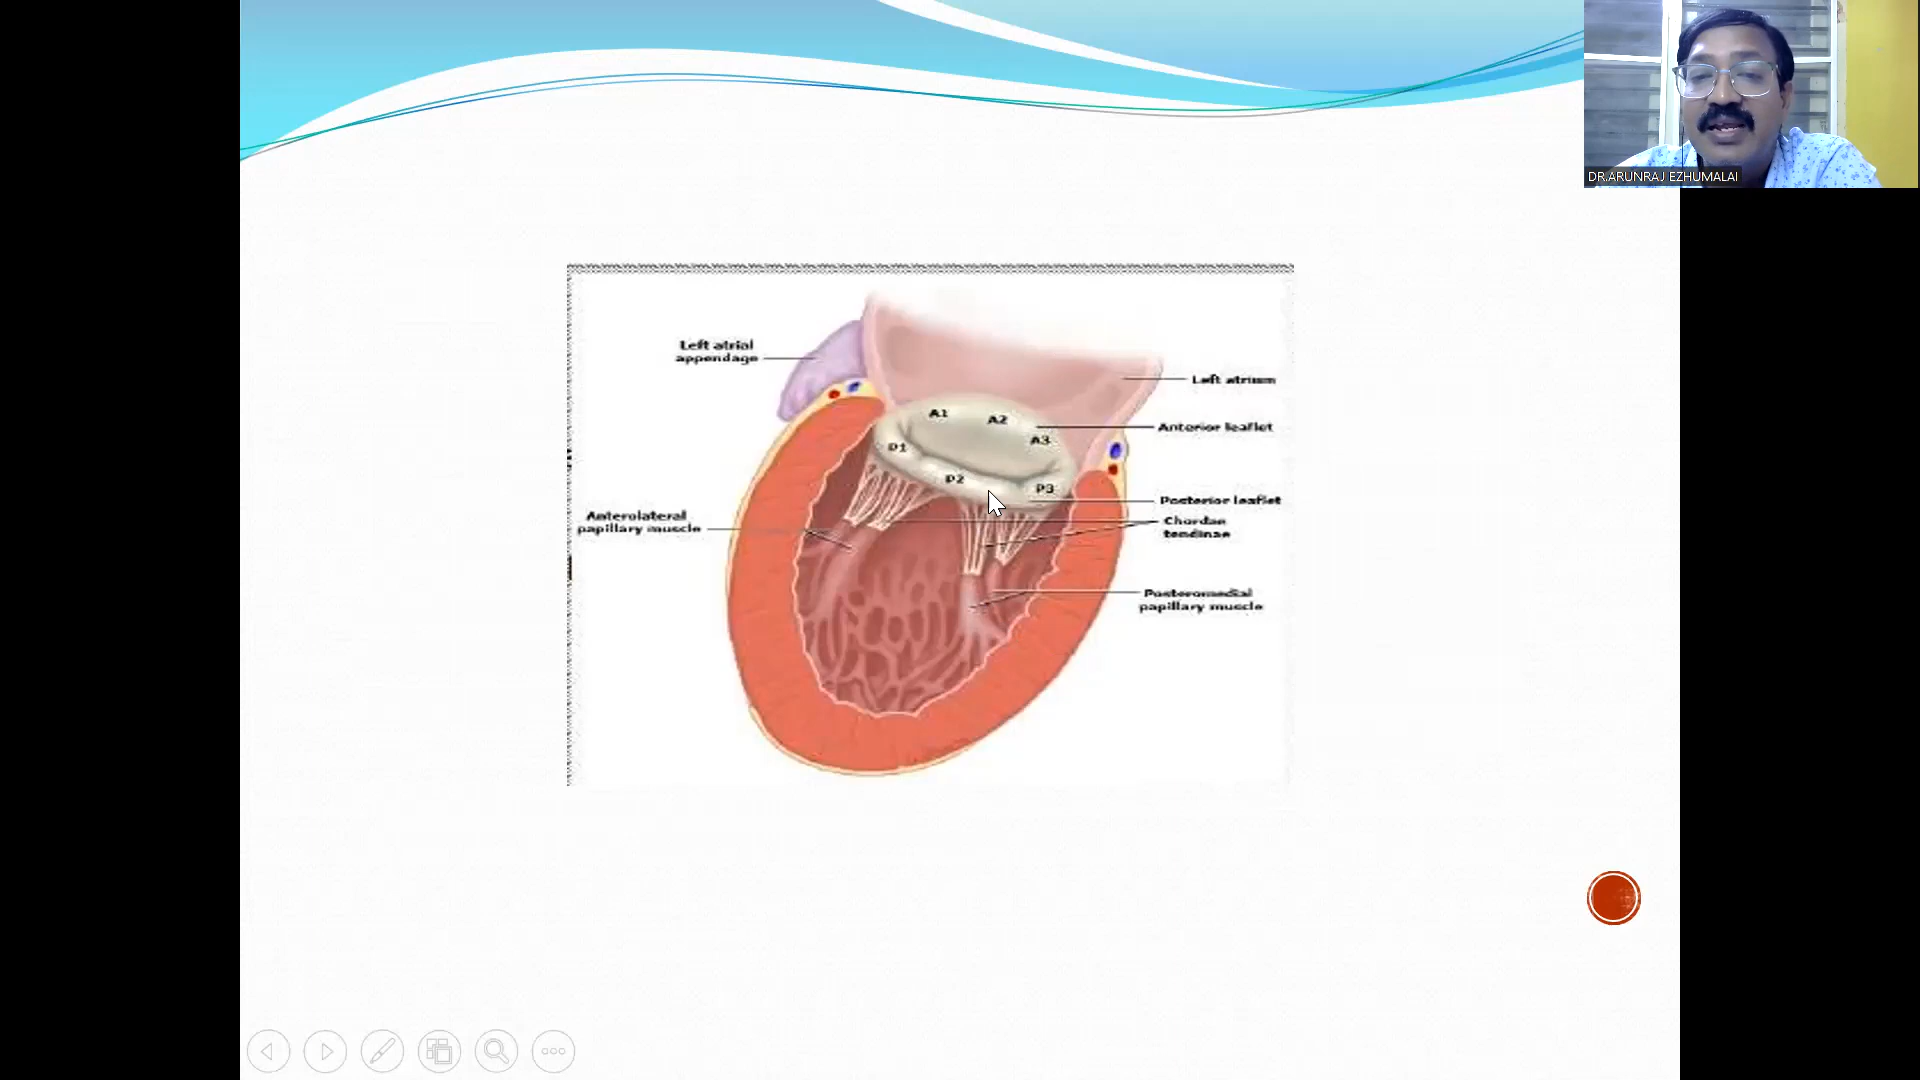 DR.ARUNRAJ EZHUMALAI
Left atrial
appendage
Left atrium
A1
A2
A3
Anterior leaflet
P1
P2
P3
Posterior leaflet
Anterolateral
papillary muscle
Chordae
tendinae
Posteromedial
papillary muscle